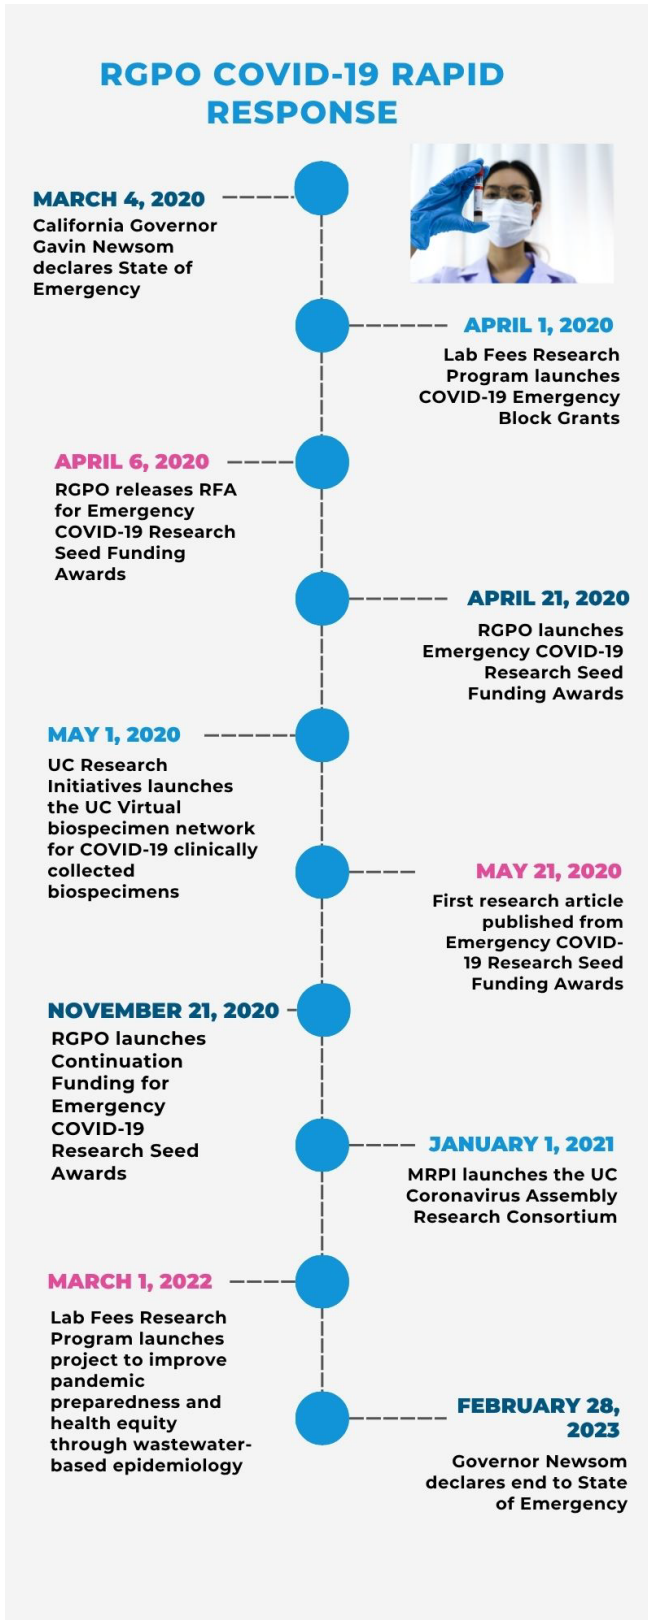 RGPO COVID-19 RAPID
RESPONSE
MARCH 4, 2020
California Governor
Gavin Newsom
declares State of
Emergency
APRIL 1, 2020
Lab Fees Research
Program launches
COVID-19 Emergency
Block Grants
APRIL 6, 2020
RGPO releases RFA
for Emergency
COVID-19 Research
Seed Funding
Awards
APRIL 21, 2020
RGPO launches
Emergency COVID-19
Research Seed
Funding Awards
MAY 1, 2020
UC Research
Initiatives launches
the UC Virtual
biospecimen network
for COVID-19 clinically
collected
biospecimens
MAY 21, 2020
First research article
published from
Emergency COVID-
19 Research Seed
Funding Awards
NOVEMBER 21, 2020
RGPO launches
Continuation
Funding for
Emergency
COVID-19
Research Seed
Awards
JANUARY 1, 2021
MRPI launches the UC
Coronavirus Assembly
Research Consortium
MARCH 1, 2022
Lab Fees Research
Program launches
project to improve
pandemic
preparedness and
health equity
through wastewater-
based epidemiology
FEBRUARY 28,
2023
Governor Newsom
declares end to State
of Emergency